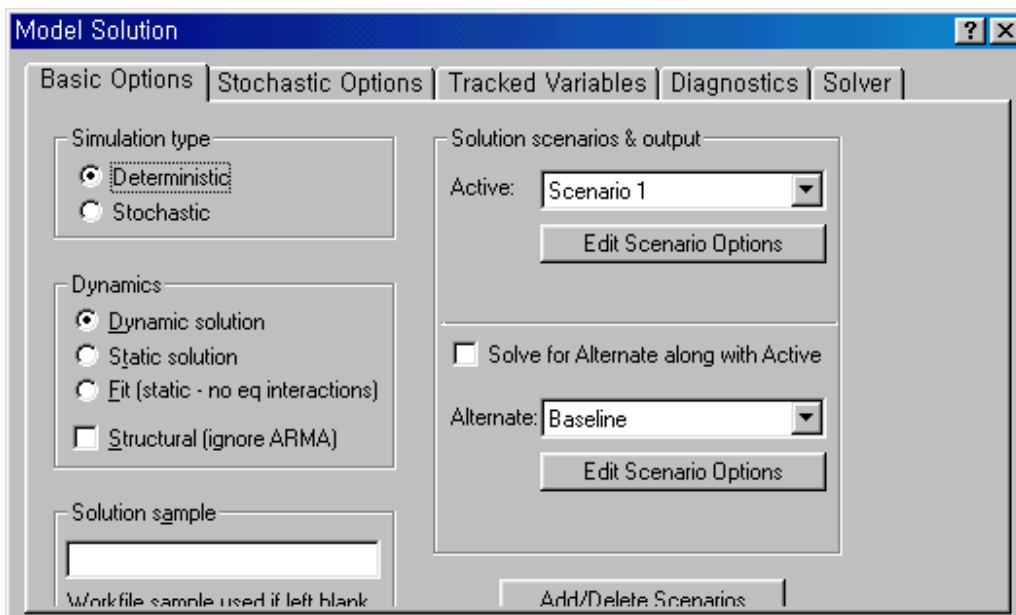 Model Solution
Basic Options Stochastic Options Tracked Variables Diagnostics Solver
Simulation type
Deterministic
Stochastic
Dynamics
Dynamic solution
Static solution
Fit (static - no eq interactions)
Structural (ignore ARMA)
Solution sample
Workfile sample used if left blank
Solution scenarios & output
Active: Scenario 1
Edit Scenario Options
Solve for Alternate along with Active
Alternate: Baseline
Edit Scenario Options
Add/Delete Scenarios